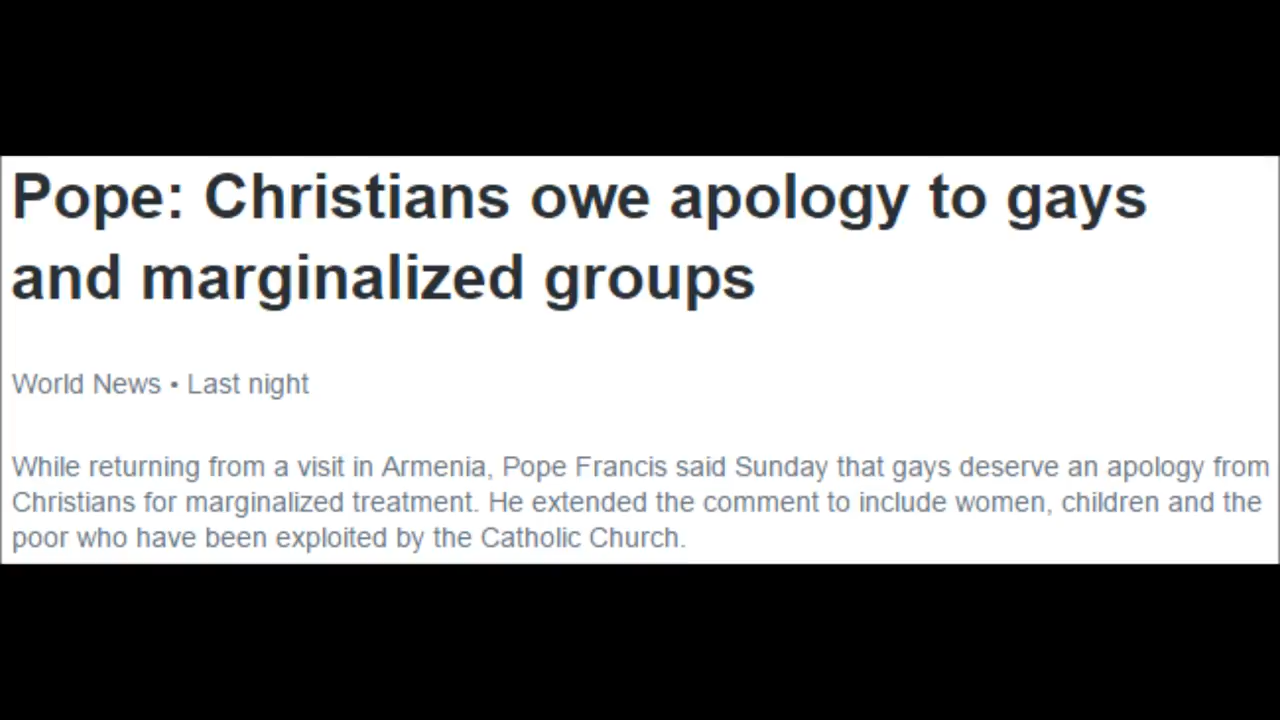 Pope: Christians owe apology to gays
and marginalized groups
World News • Last night
While returning from a visit in Armenia, Pope Francis said Sunday that gays deserve an apology from
Christians for marginalized treatment. He extended the comment to include women, children and the
poor who have been exploited by the Catholic Church.